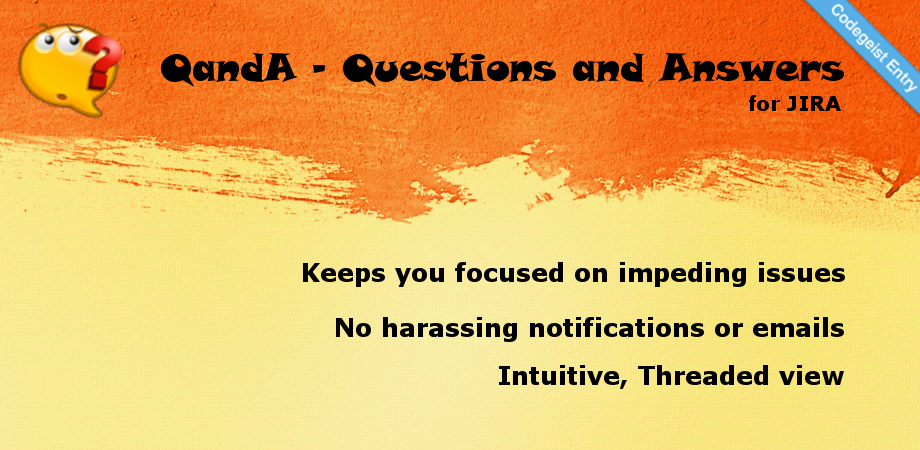 QandA - Questions and Answers
for JIRA
Codegeist Entry
Keeps you focused on impeding issues
No harassing notifications or emails
Intuitive, Threaded view